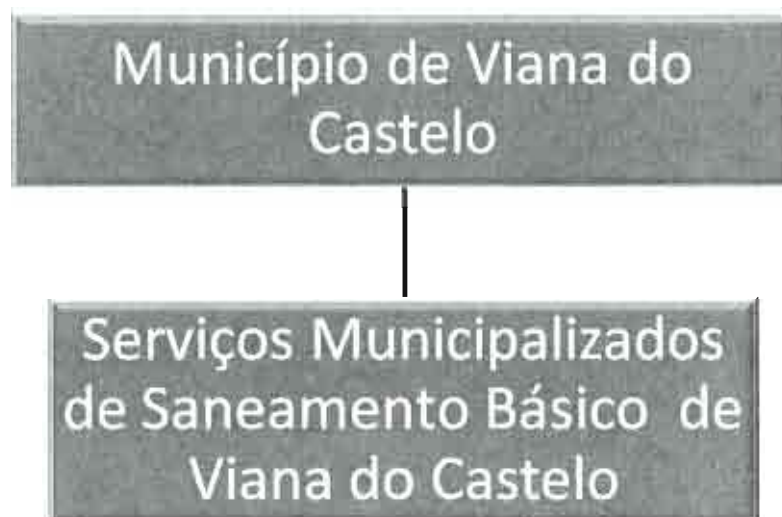 Município de Viana do
Castelo
Serviços Municipalizados
de Saneamento Básico de
Viana do Castelo